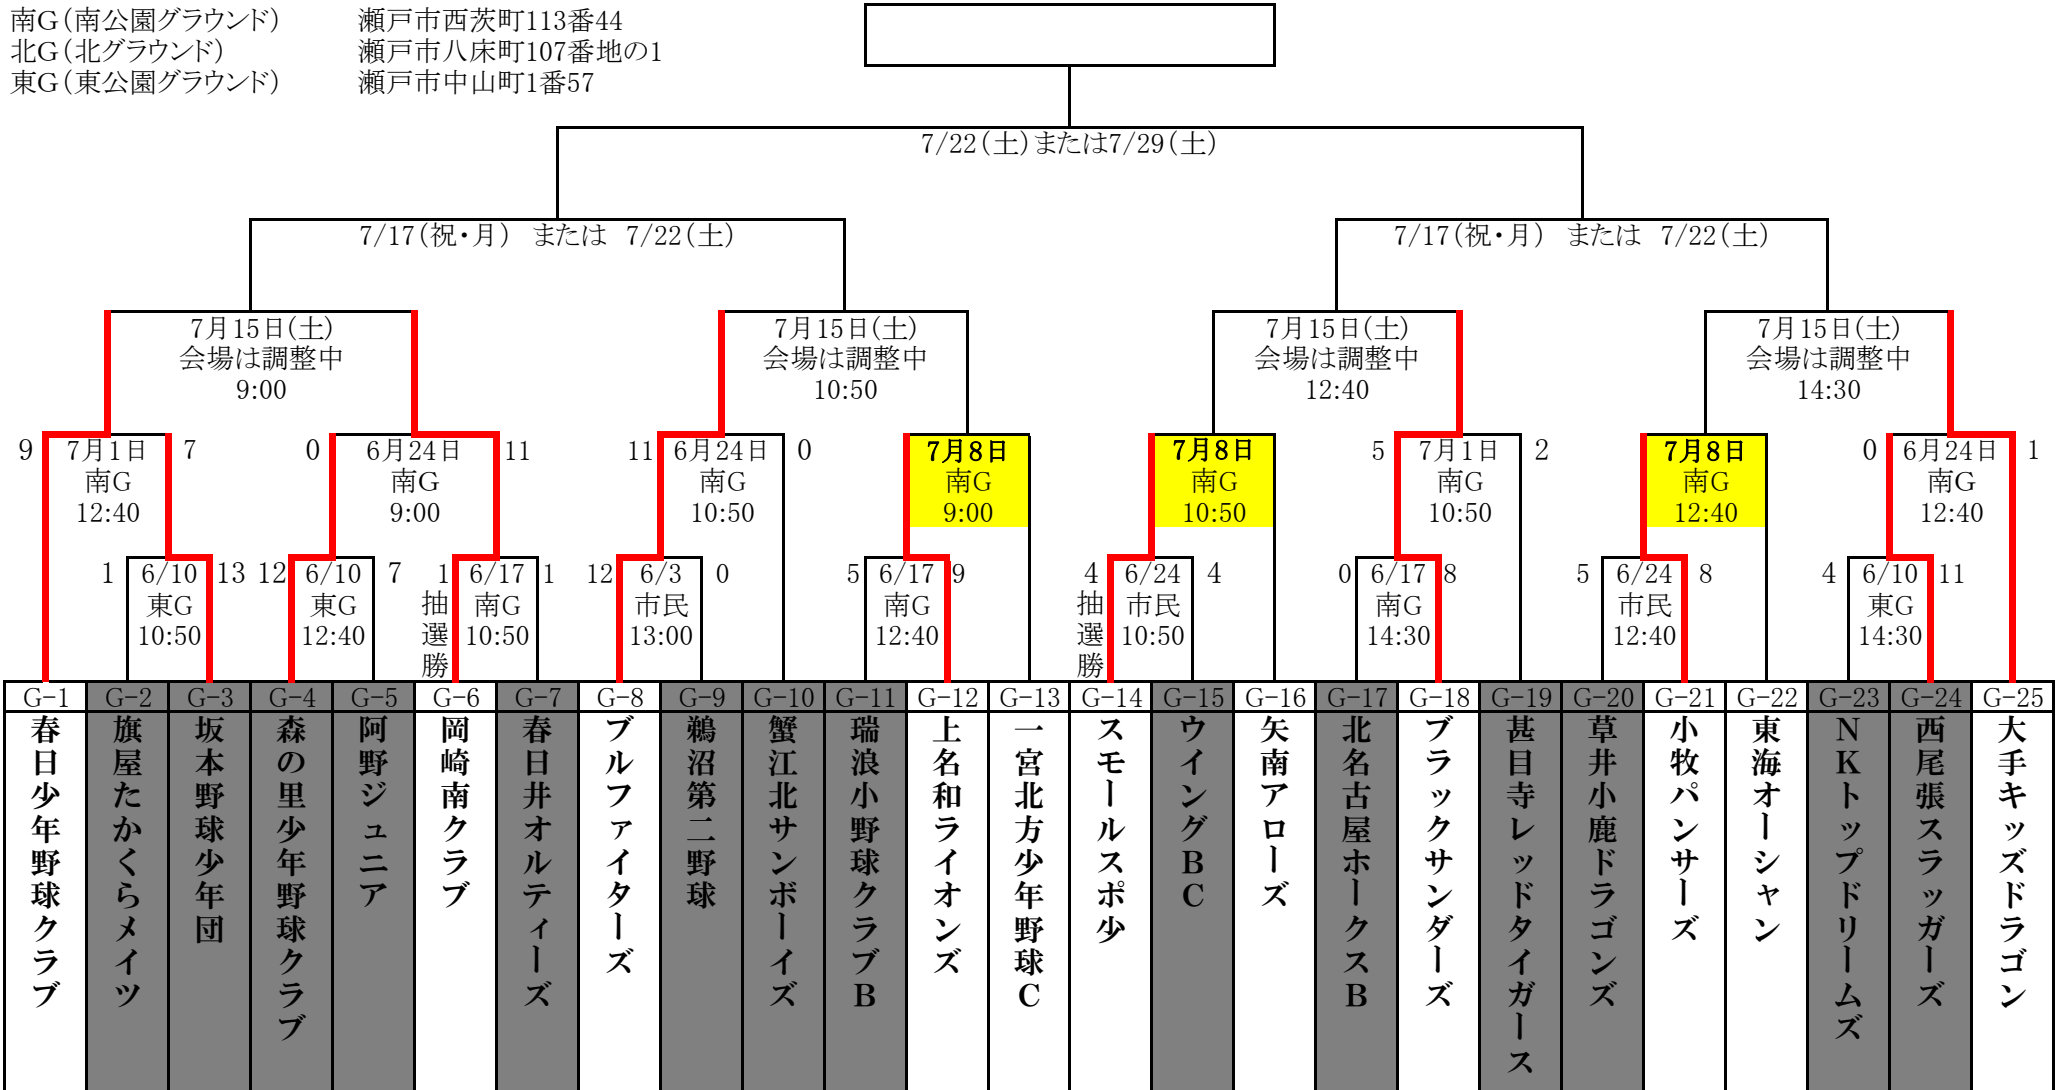 南G(南公園グラウンド) 瀬戸市西茨町113番44
北G(北グラウンド) 瀬戸市八床町107番地の1
東G(東公園グラウンド) 瀬戸市中山町1番57
7/22(土)または7/29(土)
7/17(祝・月) または 7/22(土)
7/17(祝・月) または 7/22(土)
7月15日(土)
会場は調整中
9:00
7月15日(土)
会場は調整中
10:50
7月15日(土)
会場は調整中
12:40
7月15日(土)
会場は調整中
14:30
9 7月1日 7
南G
12:40
0 6月24日 11
南G
9:00
11 6月24日 0
南G
10:50
7月8日
南G
9:00
7月8日
南G
10:50
5 7月1日 2
南G
10:50
7月8日
南G
12:40
0 6月24日 1
南G
12:40
1 6/10 13
東G
10:50
12 6/10 7
東G
12:40
1 6/17 1
抽選勝
南G
10:50
12 6/3 0
市民
13:00
5 6/17 9
南G
12:40
4 6/24 4
抽選勝
市民
10:50
0 6/17 8
南G
14:30
5 6/24 8
市民
12:40
4 6/10 11
東G
14:30
G-1 G-2 G-3 G-4 G-5 G-6 G-7 G-8 G-9 G-10 G-11 G-12 G-13 G-14 G-15 G-16 G-17 G-18 G-19 G-20 G-21 G-22 G-23 G-24 G-25
春日少年野球クラブ
旗屋たかくらメイツ
坂本野球少年団
森の里少年野球クラブ
阿野ジュニア
岡崎南クラブ
春日井オルティーズ
ブルファイターズ
鵜沼第二野球
蟹江北サンボーイズ
瑞浪小野球クラブB
上名和ライオンズ
一宮北方少年野球C
スモールスポ少
ウイングBC
矢南アローズ
北名古屋ホークスB
ブラックサンダーズ
甚目寺レッドタイガース
草井小鹿ドラゴンズ
小牧パンサーズ
東海オーシャン
NKトップドリームズ
西尾張スラッガーズ
大手キッズドラゴン